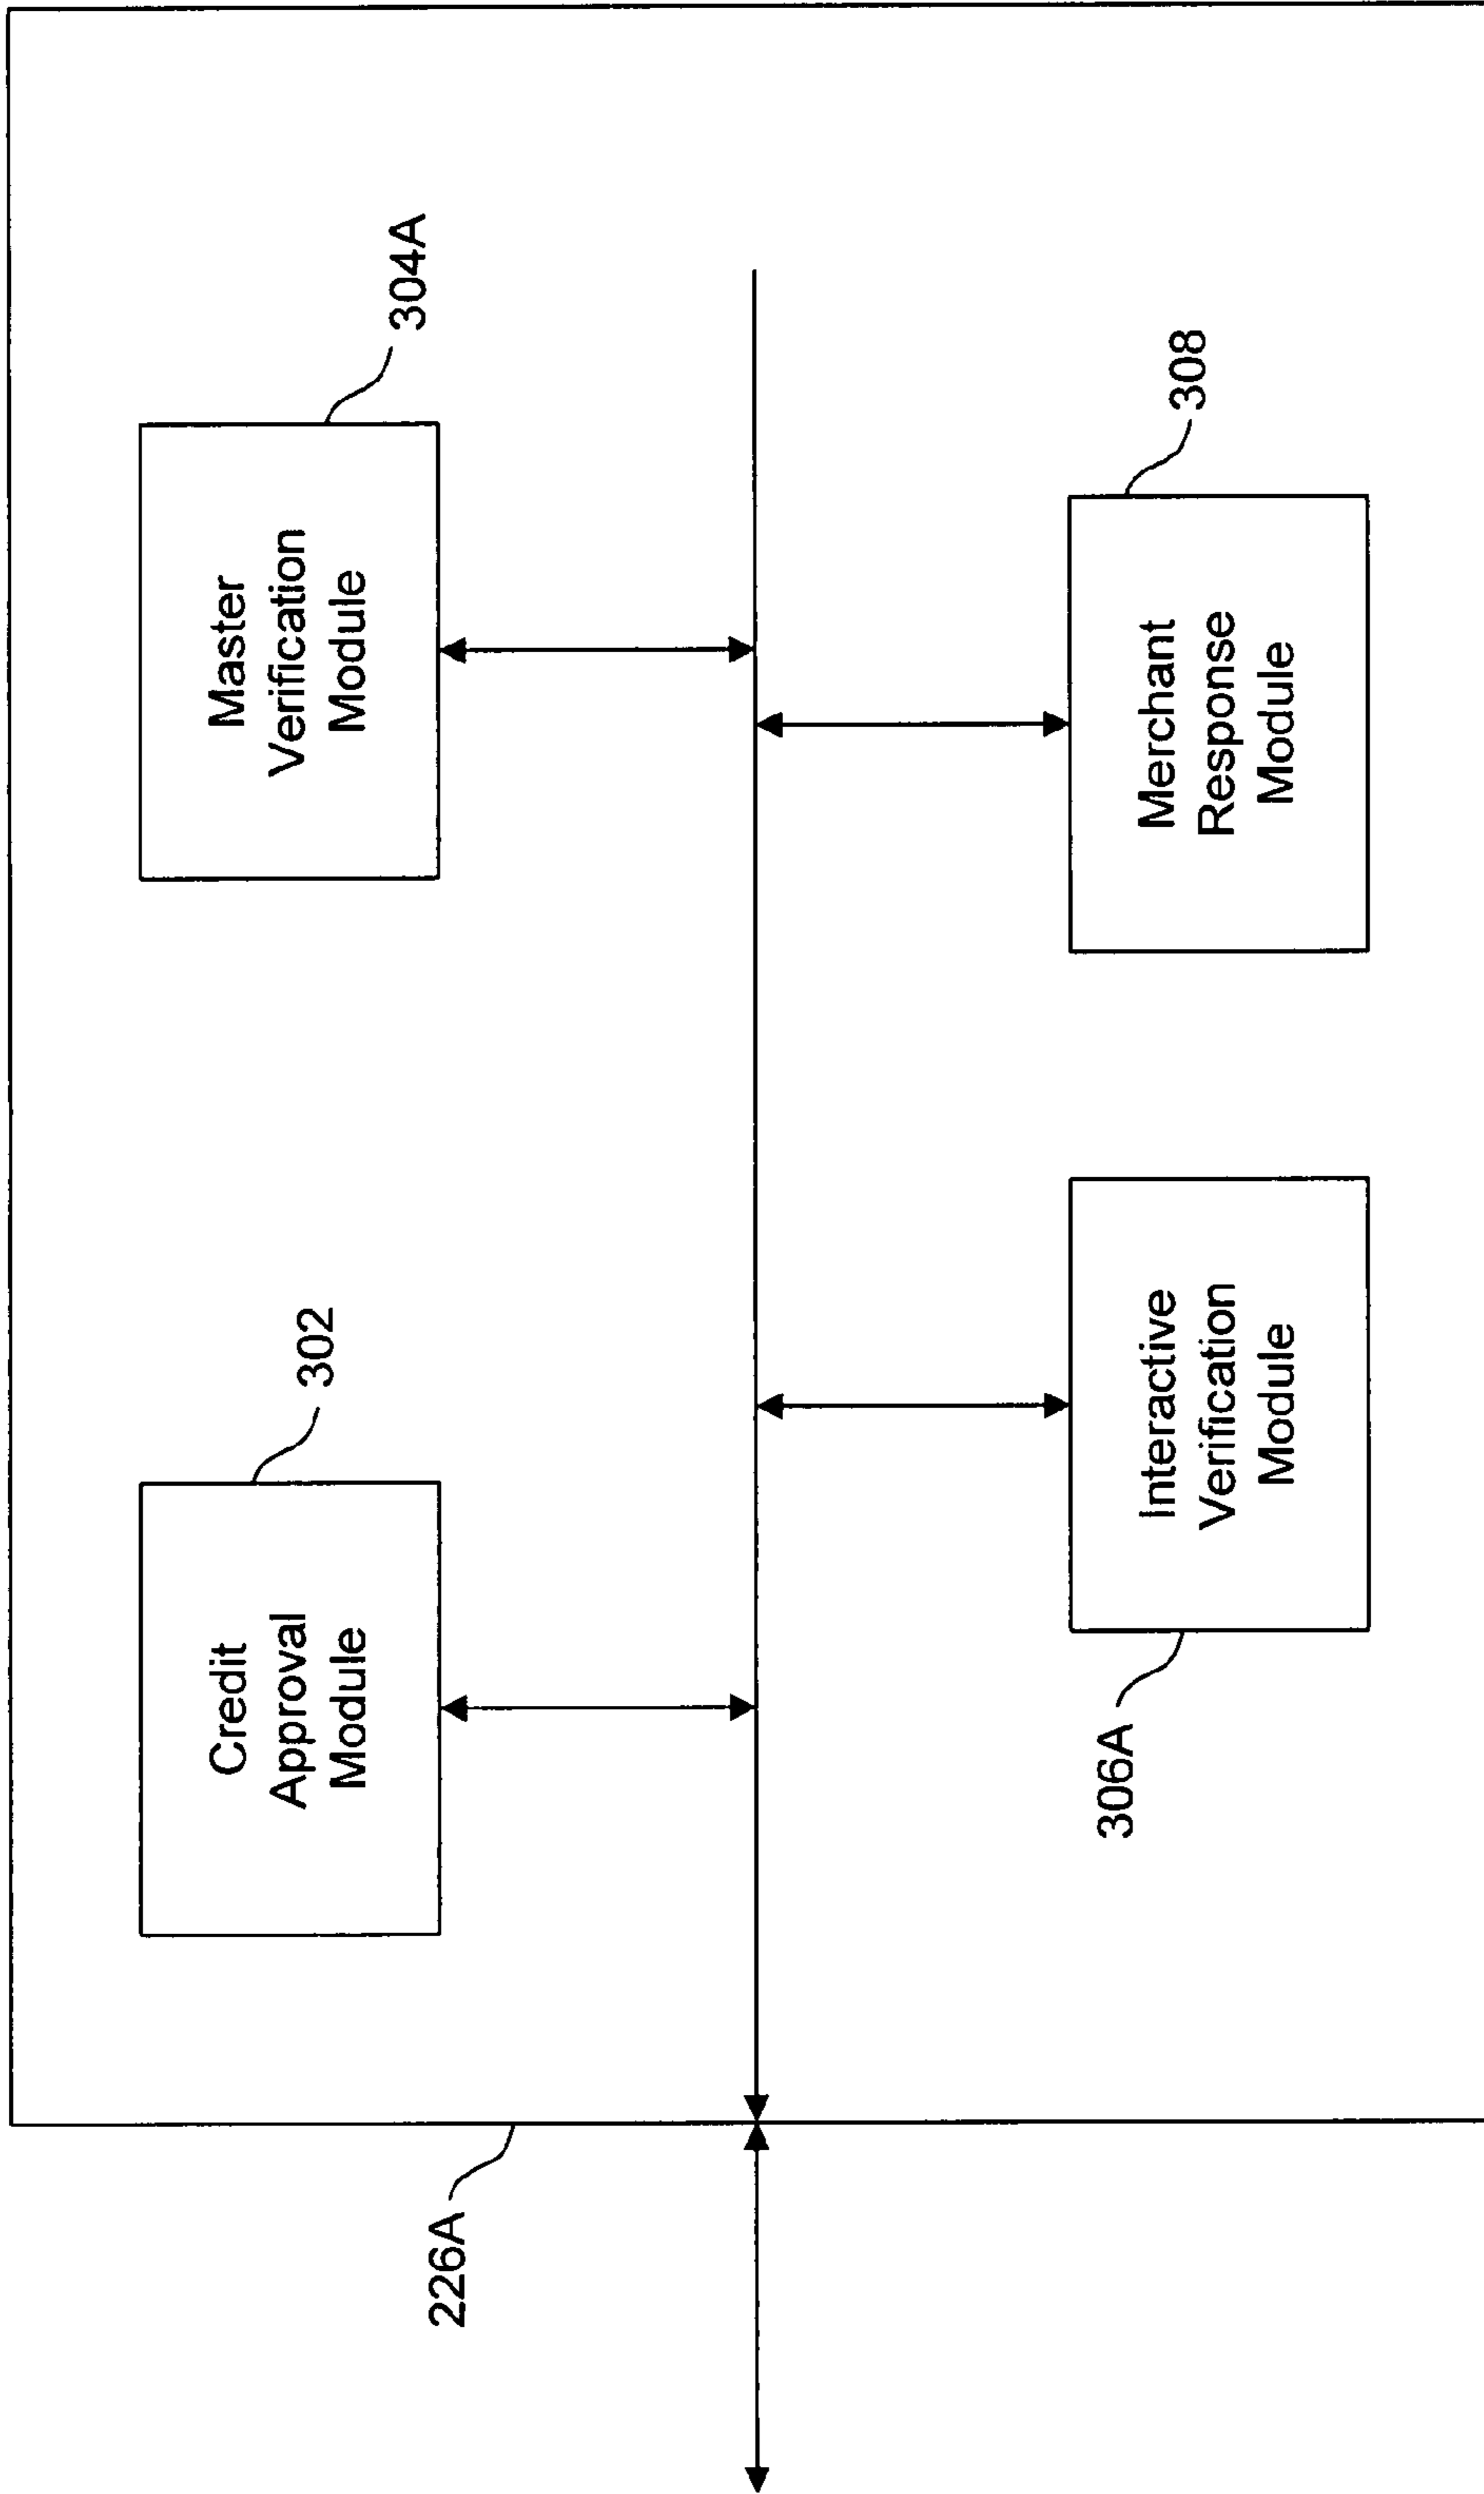 Credit
Approval
Module
302
Master
Verification
Module
304A
226A
Interactive
Verification
Module
306A
Merchant
Response
Module
308